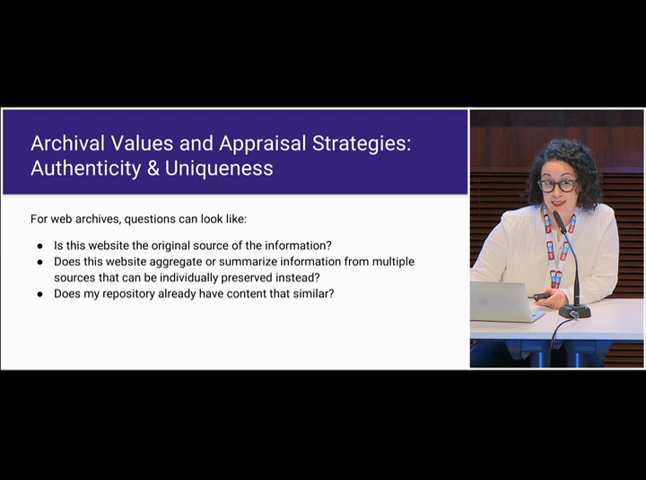 Archival Values and Appraisal Strategies:
Authenticity & Uniqueness
For web archives, questions can look like:
● Is this website the original source of the information?
● Does this website aggregate or summarize information from multiple
sources that can be individually preserved instead?
● Does my repository already have content that similar?